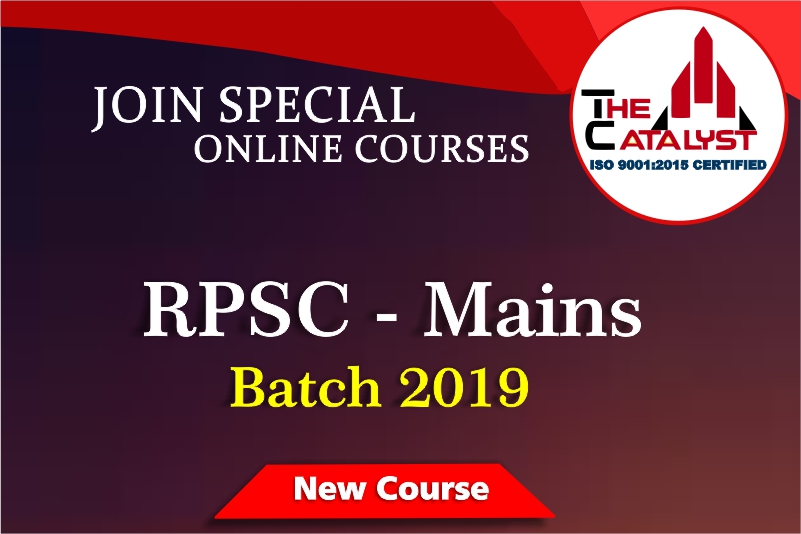 JOIN SPECIAL
ONLINE COURSES
THE
CATALYST
ISO 9001:2015 CERTIFIED
RPSC - Mains
Batch 2019
New Course